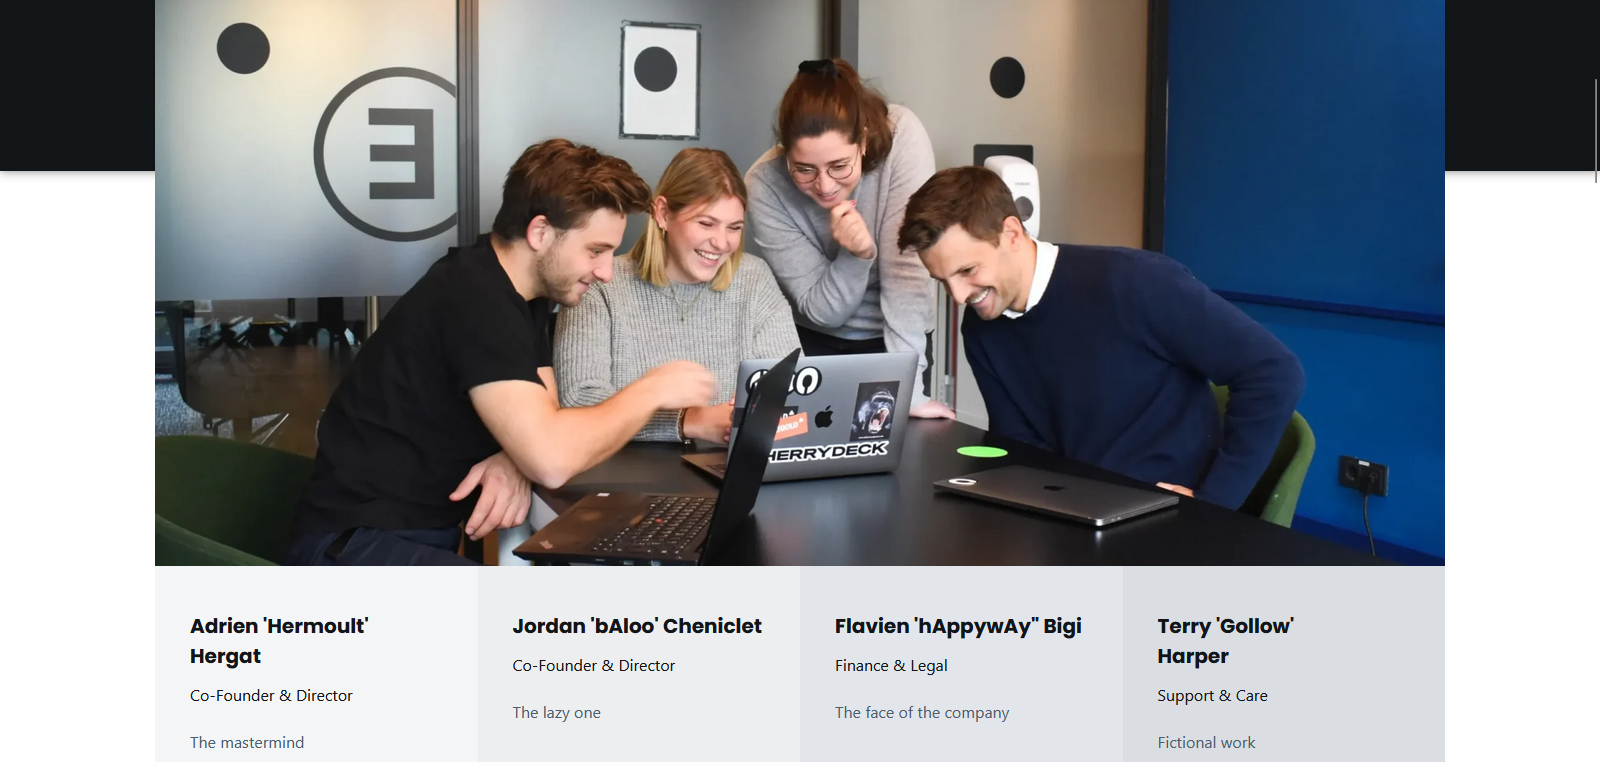 HERRYDECK
Adrien 'Hermoult'
Hergat
Co-Founder & Director
The mastermind
Jordan 'bAloo' Cheniclet
Co-Founder & Director
The lazy one
Flavien 'hAppywAy" Bigi
Finance & Legal
The face of the company
Terry 'Gollow'
Harper
Support & Care
Fictional work